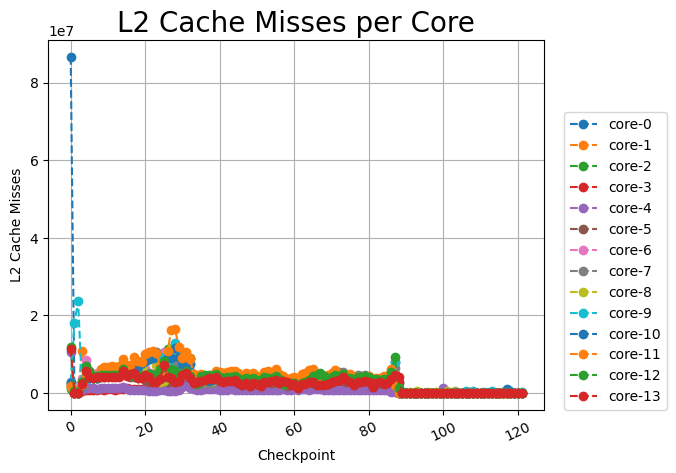 L2 Cache Misses per Core
1e7
8
6
4
2
0
L2 Cache Misses
0
20
40
60
80
100
120
Checkpoint
core-0
core-1
core-2
core-3
core-4
core-5
core-6
core-7
core-8
core-9
core-10
core-11
core-12
core-13